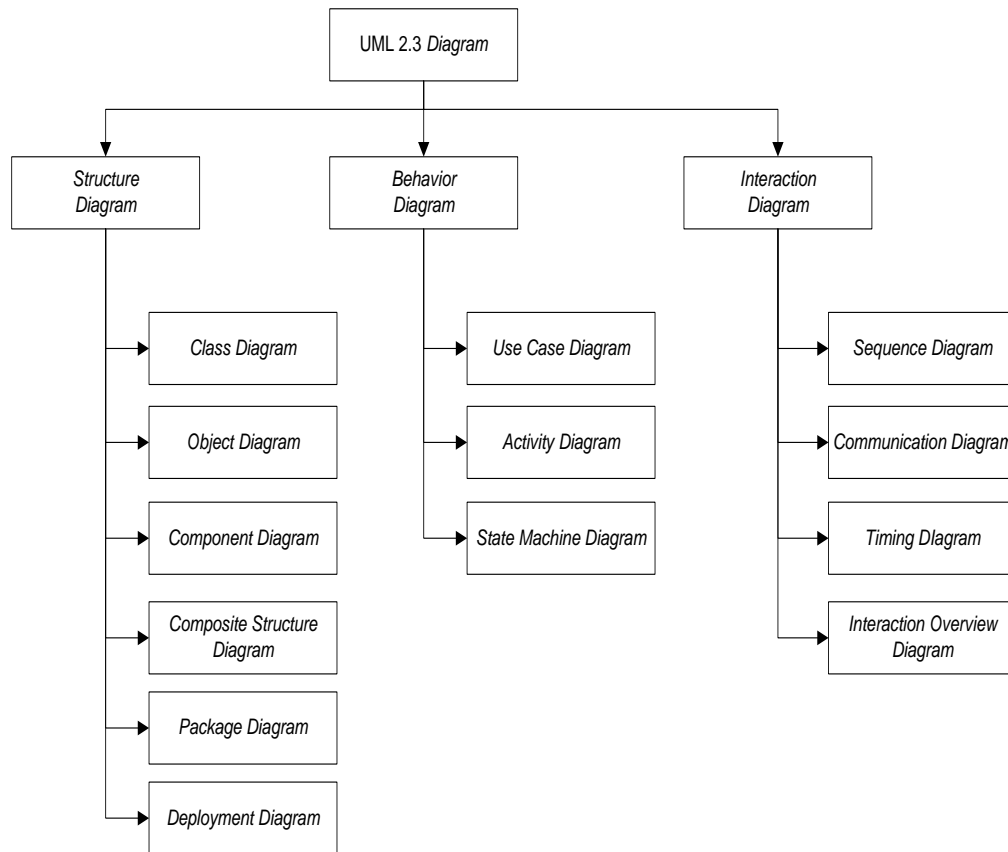 UML 2.3 Diagram
Structure
Diagram
Behavior
Diagram
Interaction
Diagram
Class Diagram
Object Diagram
Component Diagram
Composite Structure
Diagram
Package Diagram
Deployment Diagram
Use Case Diagram
Activity Diagram
State Machine Diagram
Sequence Diagram
Communication Diagram
Timing DIagram
Interaction Overview
Diagram